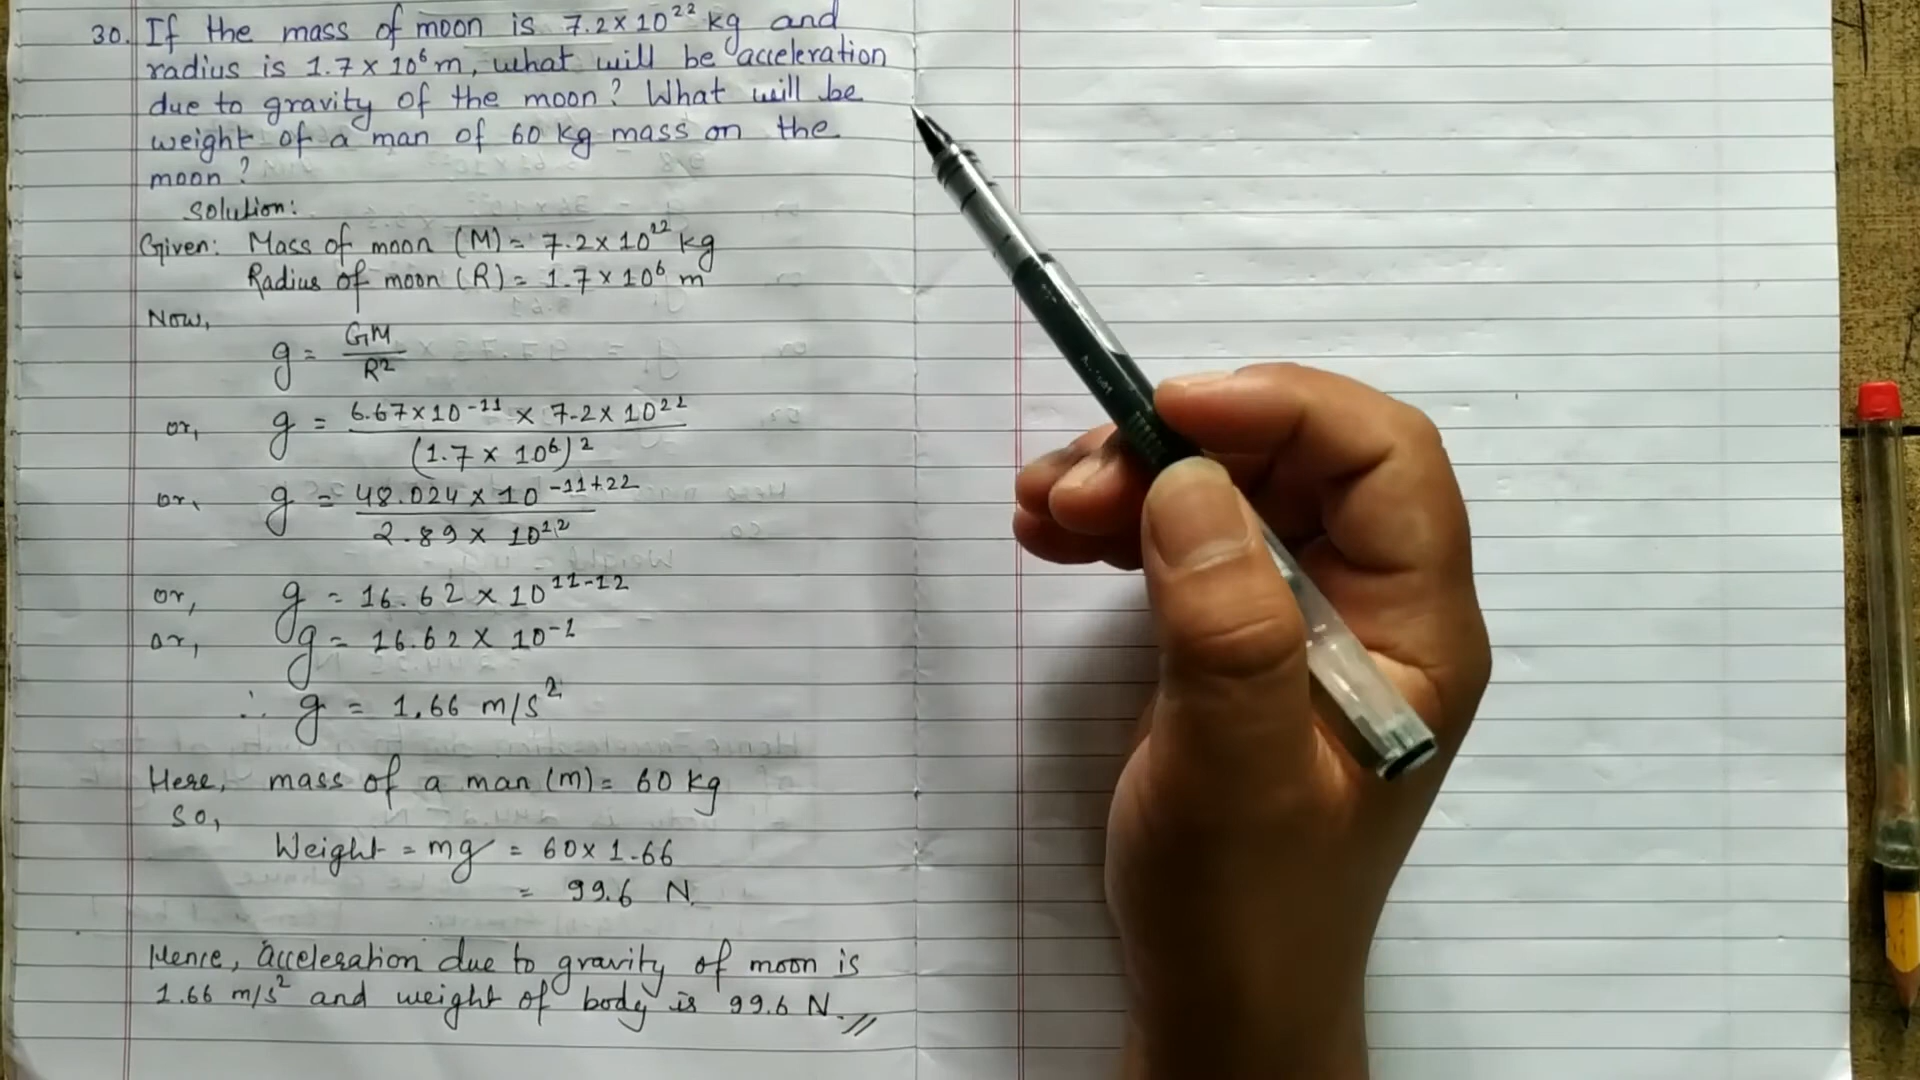 30. If the mass of moon is 7.2 x 10²² kg and
radius is 1.7 x 10⁶ m, what will be acceleration
due to gravity of the moon? What will be
weight of a man of 60 kg mass on the
moon?
Solution:
Given: Mass of moon (M) = 7.2 x 10²² kg
Radius of moon (R) = 1.7 x 10⁶ m
Now,
g = GM / R²
or, g = 6.67 x 10⁻¹¹ x 7.2 x 10²² / (1.7 x 10⁶)²
or, g = 48.024 x 10⁻¹¹⁺²² / 2.89 x 10¹²
or, g = 16.62 x 10¹¹⁻¹²
or, g = 16.62 x 10⁻¹
∴ g = 1.66 m/s²
Here, mass of a man (m) = 60 kg
So,
Weight = mg = 60 x 1.66
= 99.6 N.
Hence, acceleration due to gravity of moon is
1.66 m/s² and weight of body is 99.6 N.//